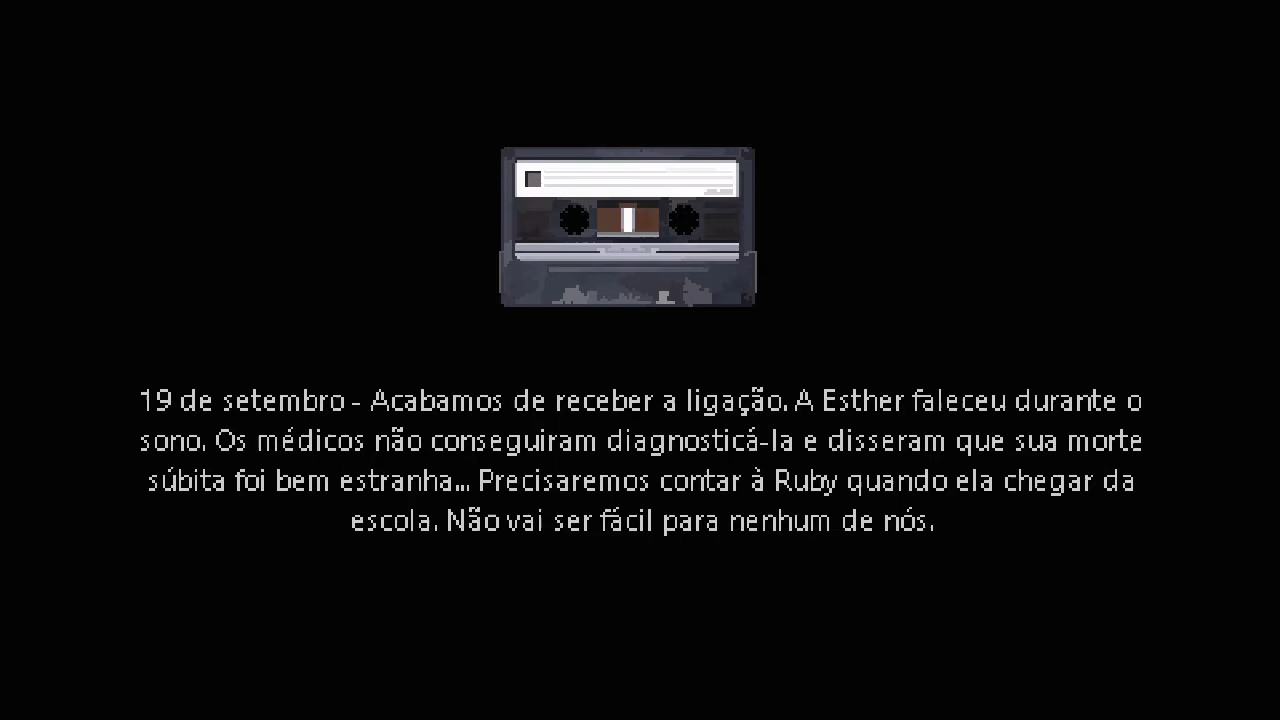 19 de setembro - Acabamos de receber a ligação. A Esther faleceu durante o
sono. Os médicos não conseguiram diagnosticá-la e disseram que sua morte
súbita foi bem estranha... Precisaremos contar à Ruby quando ela chegar da
escola. Não vai ser fácil para nenhum de nós.